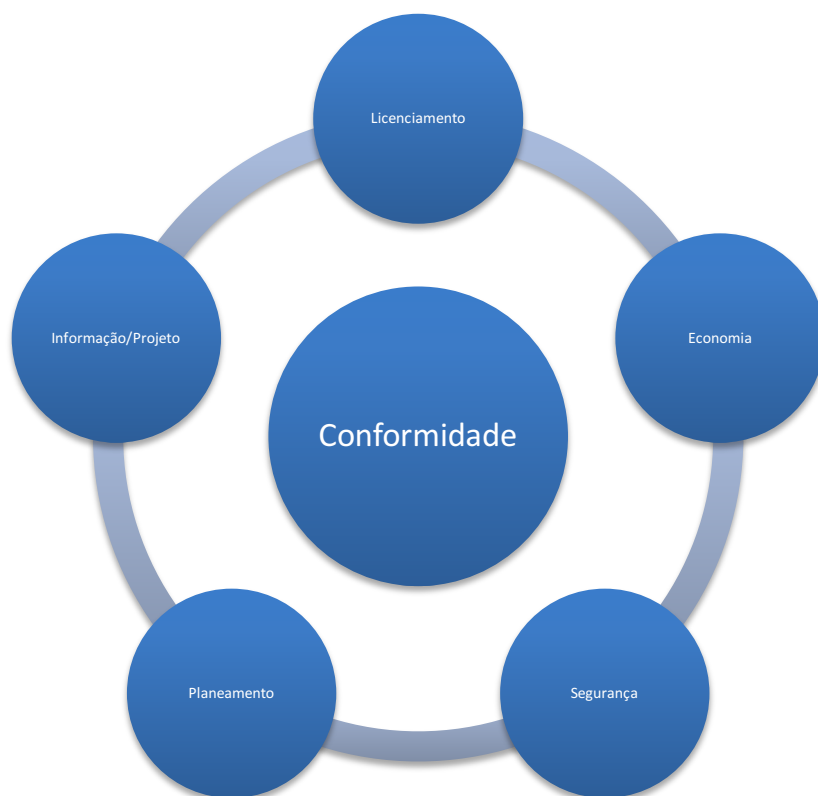 Licenciamento
Informação/Projeto
Economia
Conformidade
Planeamento
Segurança